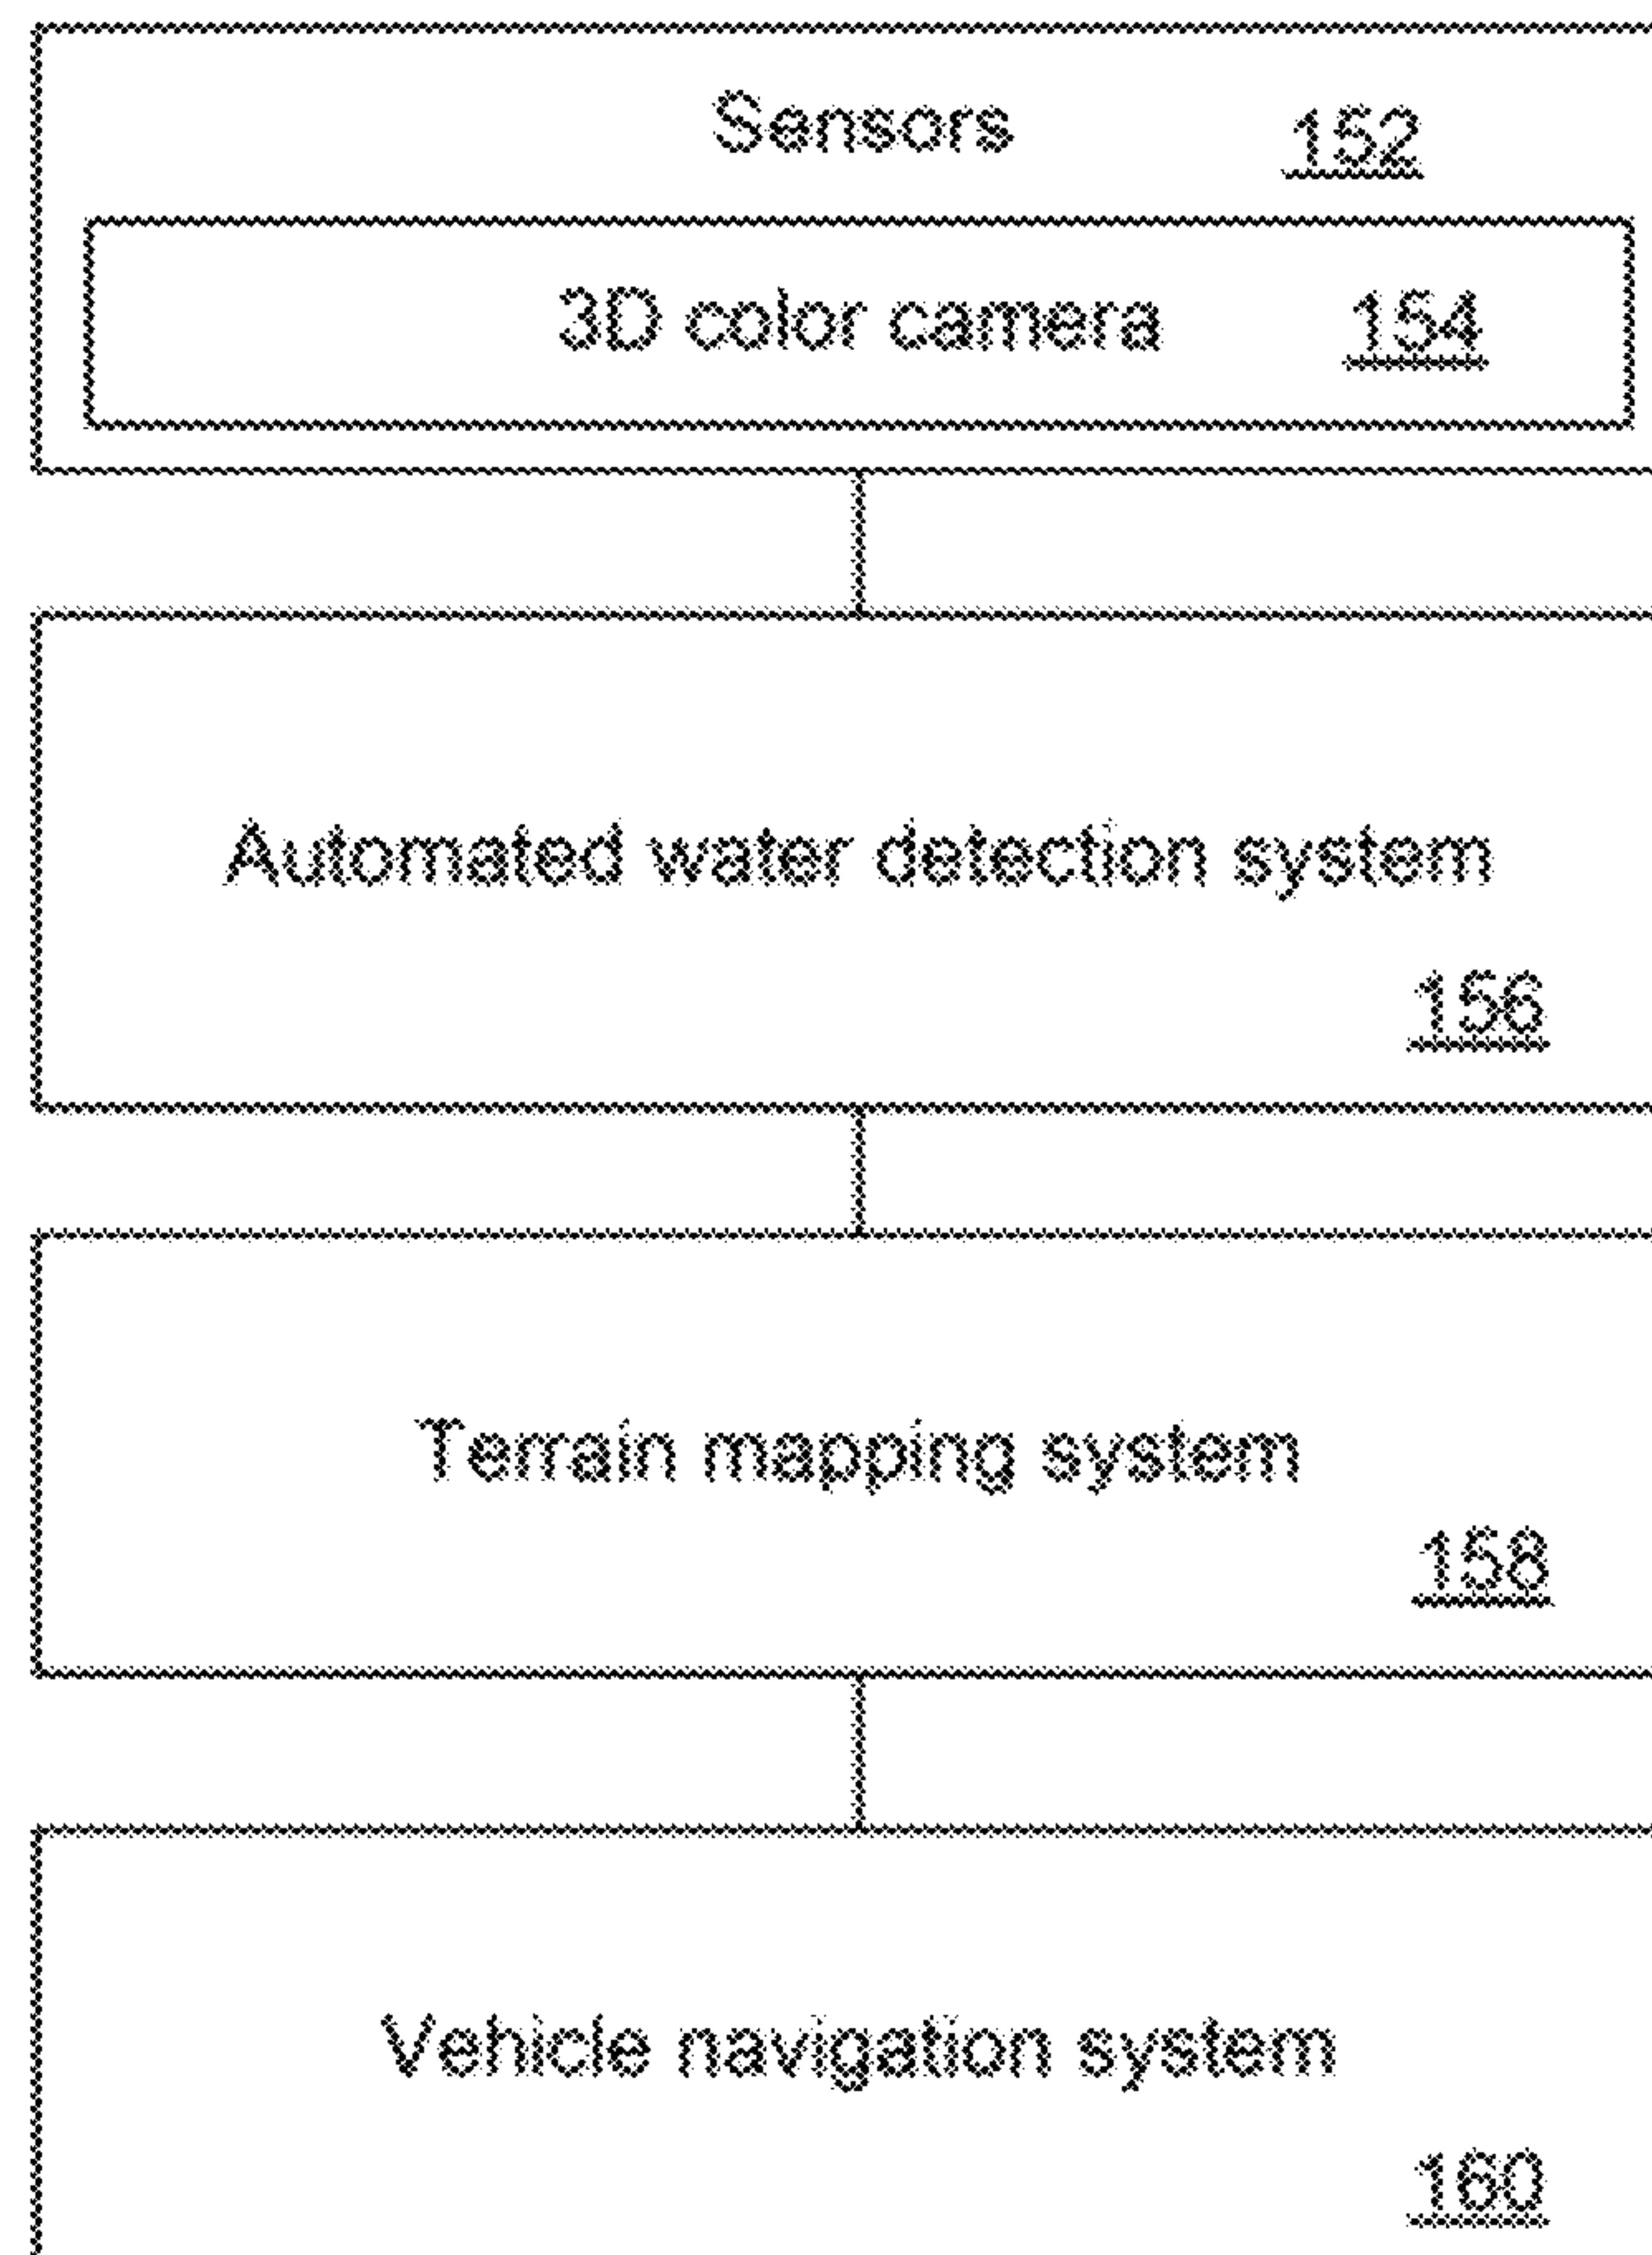 Sensors 152
3D color camera 154
Automated water detection system
156
Terrain mapping system
158
Vehicle navigation system
160